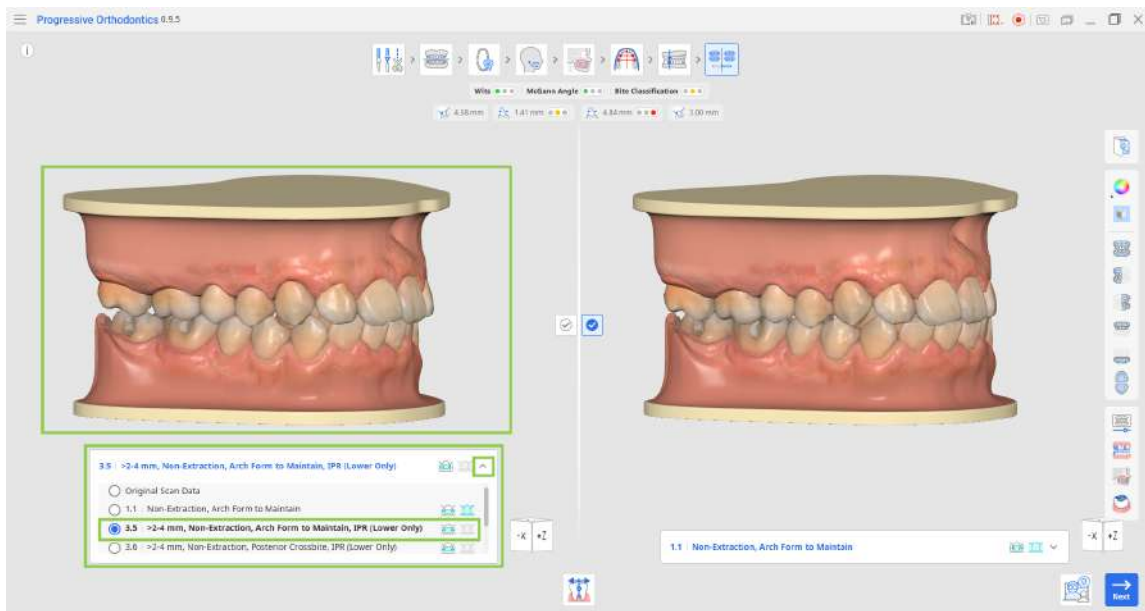 Progressive Orthodontics 0.9.5
Wits
McGann Angle
Bite Classification
4.38 mm
1.41 mm
4.84 mm
3.00 mm
3.5 >2-4 mm, Non-Extraction, Arch Form to Maintain, IPR (Lower Only)
Original Scan Data
1.1 Non-Extraction, Arch Form to Maintain
3.5 >2-4 mm, Non-Extraction, Arch Form to Maintain, IPR (Lower Only)
3.6 >2-4 mm, Non-Extraction, Posterior Crossbite, IPR (Lower Only)
-X +Z
1.1 Non-Extraction, Arch Form to Maintain
-X +Z
Next